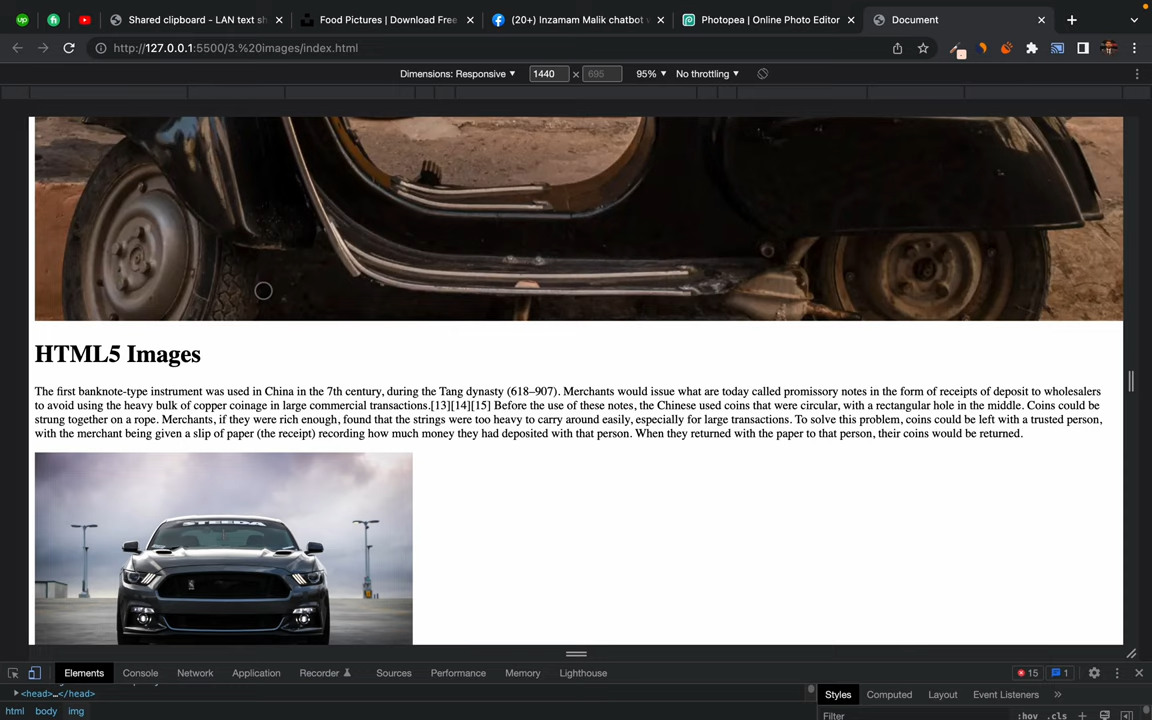 Shared clipboard - LAN text sh
Food Pictures | Download Free
(20+) Inzamam Malik chatbot
Photopea | Online Photo Editor
Document
http://127.0.0.1:5500/3.%20images/index.html
Dimensions: Responsive ▼ 1440 × 695 95% ▼ No throttling ▼
HTML5 Images
The first banknote-type instrument was used in China in the 7th century, during the Tang dynasty (618–907). Merchants would issue what are today called promissory notes in the form of receipts of deposit to wholesalers
to avoid using the heavy bulk of copper coinage in large commercial transactions.[13][14][15] Before the use of these notes, the Chinese used coins that were circular, with a rectangular hole in the middle. Coins could be
strung together on a rope. Merchants, if they were rich enough, found that the strings were too heavy to carry around easily, especially for large transactions. To solve this problem, coins could be left with a trusted person,
with the merchant being given a slip of paper (the receipt) recording how much money they had deposited with that person. When they returned with the paper to that person, their coins would be returned.
STEEDA
Elements Console Network Application Recorder Sources Performance Memory Lighthouse 15 1
<head>…</head>
Styles Computed Layout Event Listeners »
html body img
Filter :hov .cls +